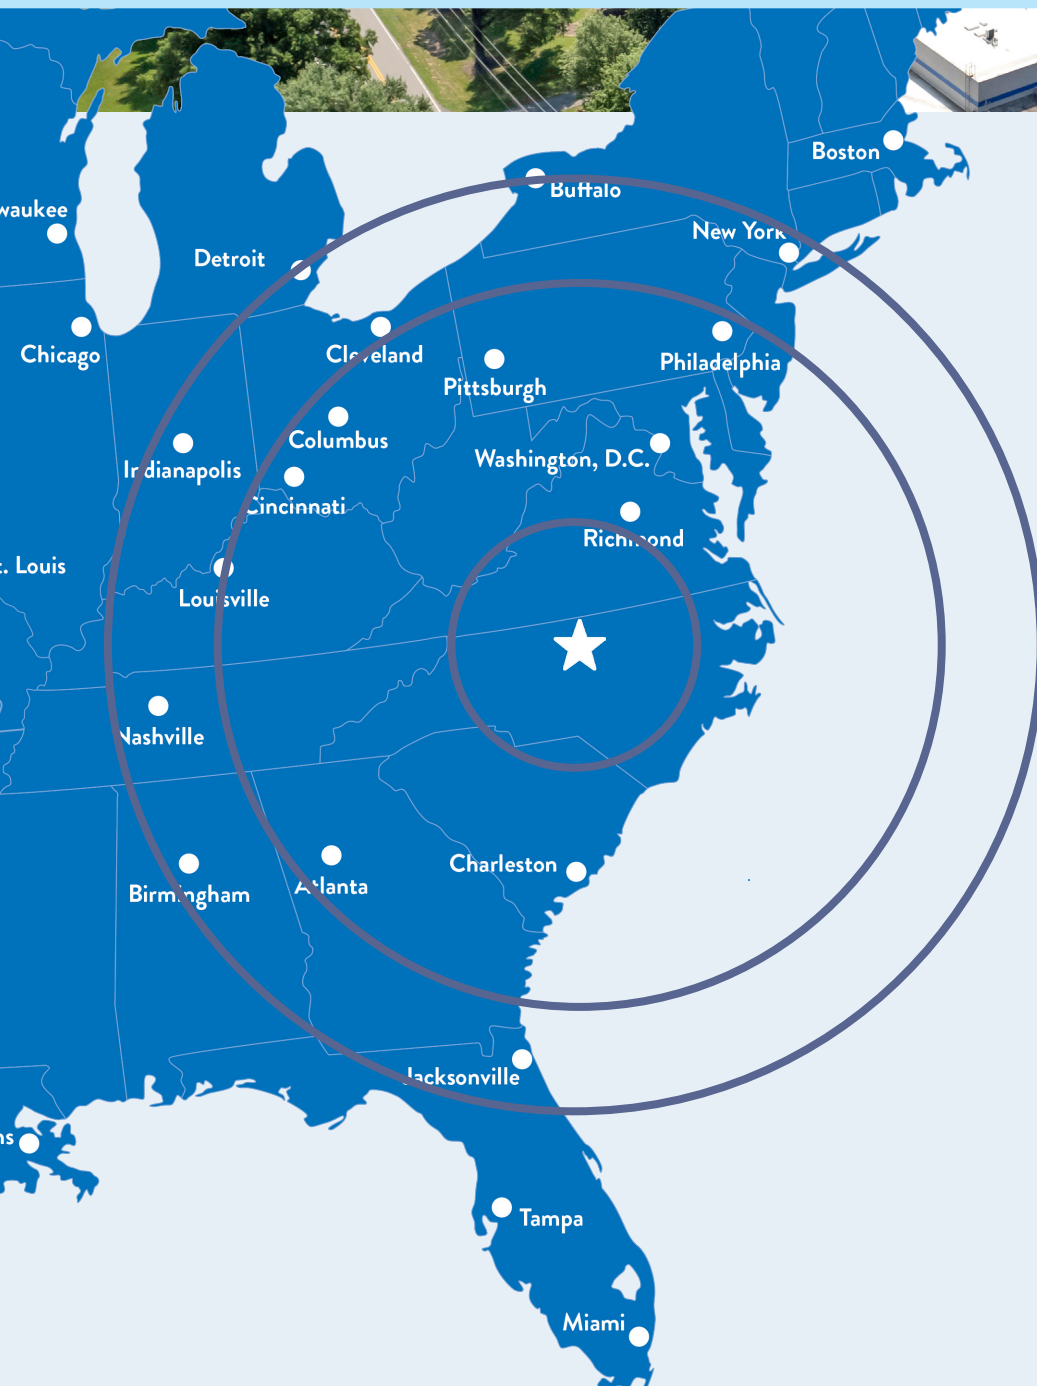 Boston
Buffalo
waukee
New York
Detroit
Chicago
Cleveland
Philadelphia
Pittsburgh
Columbus
Washington, D.C.
Indianapolis
Cincinnati
Richmond
t. Louis
Louisville
Nashville
Charleston
Atlanta
Birmingham
Jacksonville
ns
Tampa
Miami